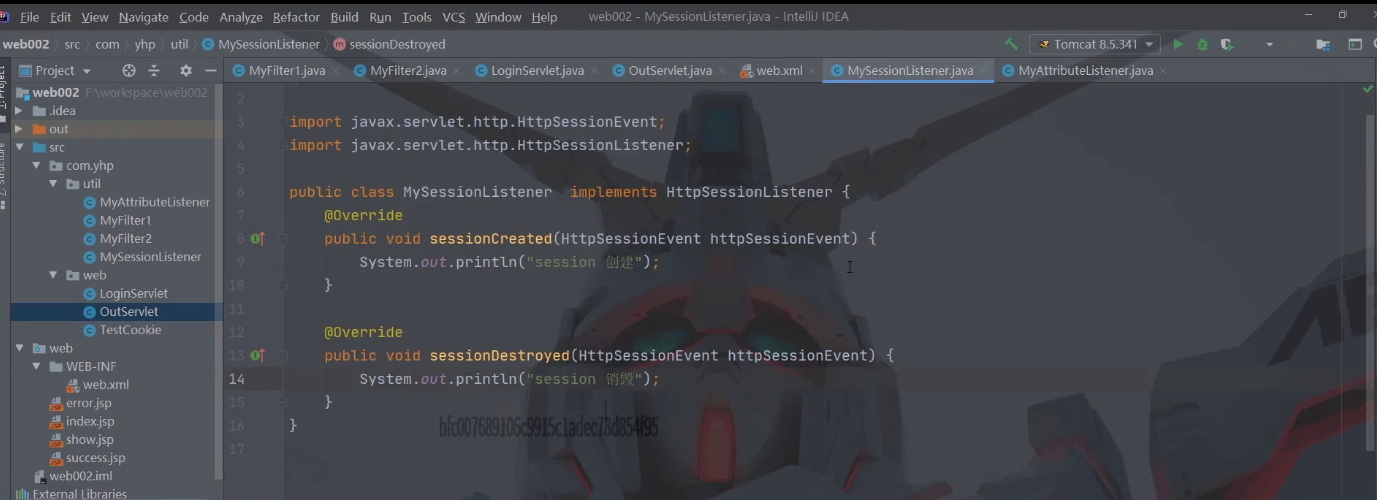 File Edit View Navigate Code Analyze Refactor Build Run Tools VCS Window Help web002 - MySessionListener.java - IntelliJ IDEA
web002 src com yhp util MySessionListener sessionDestroyed Tomcat 8.5.341
Project MyFilter1.java MyFilter2.java LoginServlet.java OutServlet.java web.xml MySessionListener.java MyAttributeListener.java
1: Project
Structure
web002 F:\workspace\web002
.idea
out
src
com.yhp
util
MyAttributeListener
MyFilter1
MyFilter2
MySessionListener
web
LoginServlet
OutServlet
TestCookie
web
WEB-INF
web.xml
error.jsp
index.jsp
show.jsp
success.jsp
web002.iml
External Libraries
2
3 import javax.servlet.http.HttpSessionEvent;
4 import javax.servlet.http.HttpSessionListener;
5
6 public class MySessionListener implements HttpSessionListener {
7 @Override
8 public void sessionCreated(HttpSessionEvent httpSessionEvent) {
9 System.out.println("session 创建");
10 }
11
12 @Override
13 public void sessionDestroyed(HttpSessionEvent httpSessionEvent) {
14 System.out.println("session 销毁");
15 }
16 }
17
bfc007689106c9915c1adec78d854f95